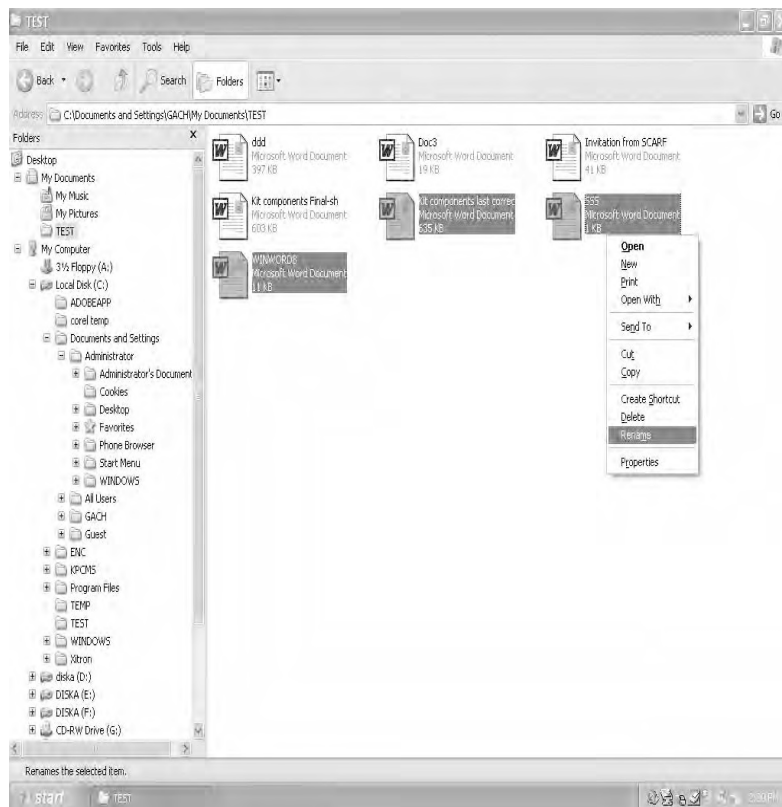 TEST
File Edit View Favorites Tools Help
Back Search Folders
Address C:\Documents and Settings\GACH\My Documents\TEST Go
Folders X
Desktop
My Documents
My Music
My Pictures
TEST
My Computer
3½ Floppy (A:)
Local Disk (C:)
ADOBEAPP
corel temp
Documents and Settings
Administrator
Administrator's Document
Cookies
Desktop
Favorites
Phone Browser
Start Menu
WINDOWS
All Users
GACH
Guest
ENC
KPCMS
Program Files
TEMP
TEST
WINDOWS
Xitron
diska (D:)
DISKA (E:)
DISKA (F:)
CD-RW Drive (G:)
ddd
Microsoft Word Document
397 KB
Doc3
Microsoft Word Document
19 KB
Invitation from SCARF
Microsoft Word Document
41 KB
Kit components Final-sh
Microsoft Word Document
603 KB
Kit components last correc
Microsoft Word Document
635 KB
SSS
Microsoft Word Document
1 KB
WINWORD8
Microsoft Word Document
11 KB
Open
New
Print
Open With
Send To
Cut
Copy
Create Shortcut
Delete
Rename
Properties
Renames the selected item.
start TEST